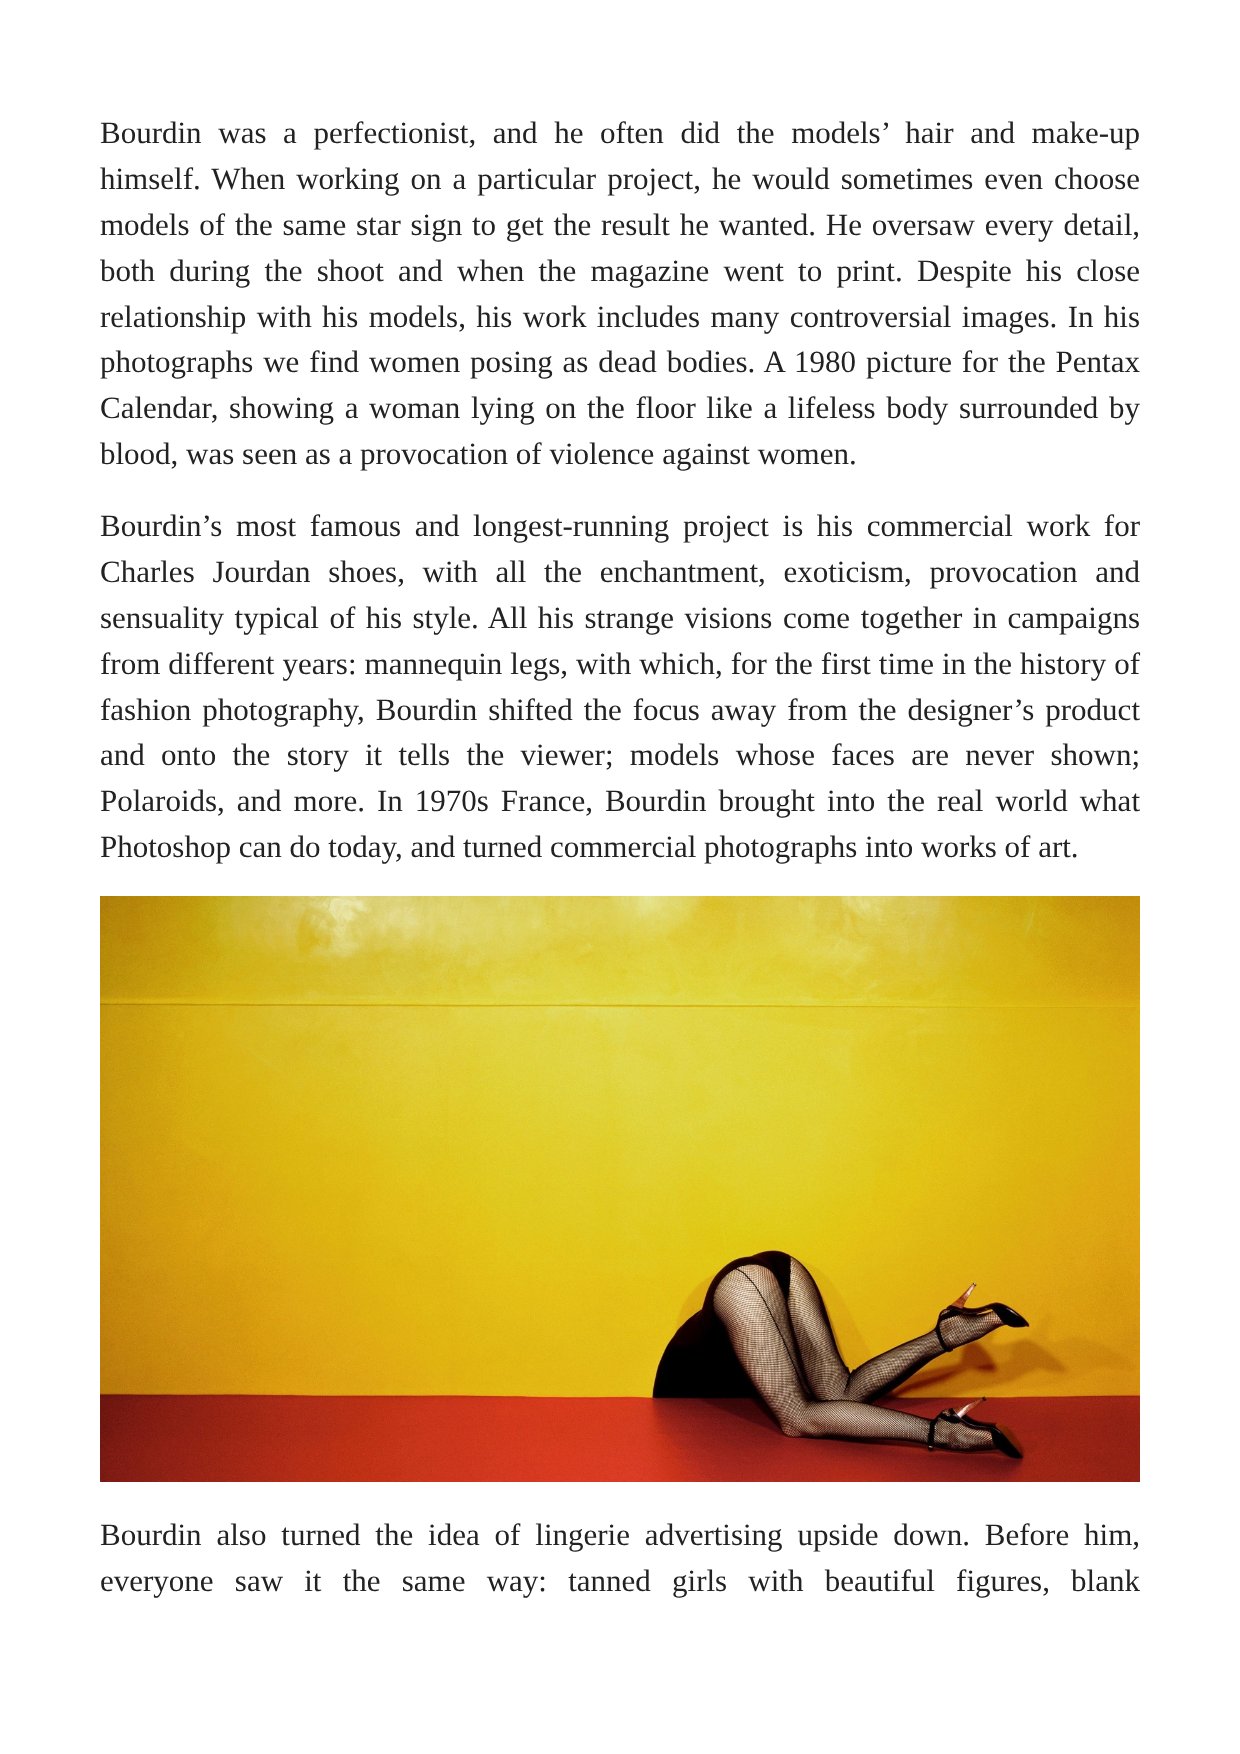 Bourdin was a perfectionist, and he often did the models’ hair and make-up
himself. When working on a particular project, he would sometimes even choose
models of the same star sign to get the result he wanted. He oversaw every detail,
both during the shoot and when the magazine went to print. Despite his close
relationship with his models, his work includes many controversial images. In his
photographs we find women posing as dead bodies. A 1980 picture for the Pentax
Calendar, showing a woman lying on the floor like a lifeless body surrounded by
blood, was seen as a provocation of violence against women.
Bourdin’s most famous and longest-running project is his commercial work for
Charles Jourdan shoes, with all the enchantment, exoticism, provocation and
sensuality typical of his style. All his strange visions come together in campaigns
from different years: mannequin legs, with which, for the first time in the history of
fashion photography, Bourdin shifted the focus away from the designer’s product
and onto the story it tells the viewer; models whose faces are never shown;
Polaroids, and more. In 1970s France, Bourdin brought into the real world what
Photoshop can do today, and turned commercial photographs into works of art.
Bourdin also turned the idea of lingerie advertising upside down. Before him,
everyone saw it the same way: tanned girls with beautiful figures, blank